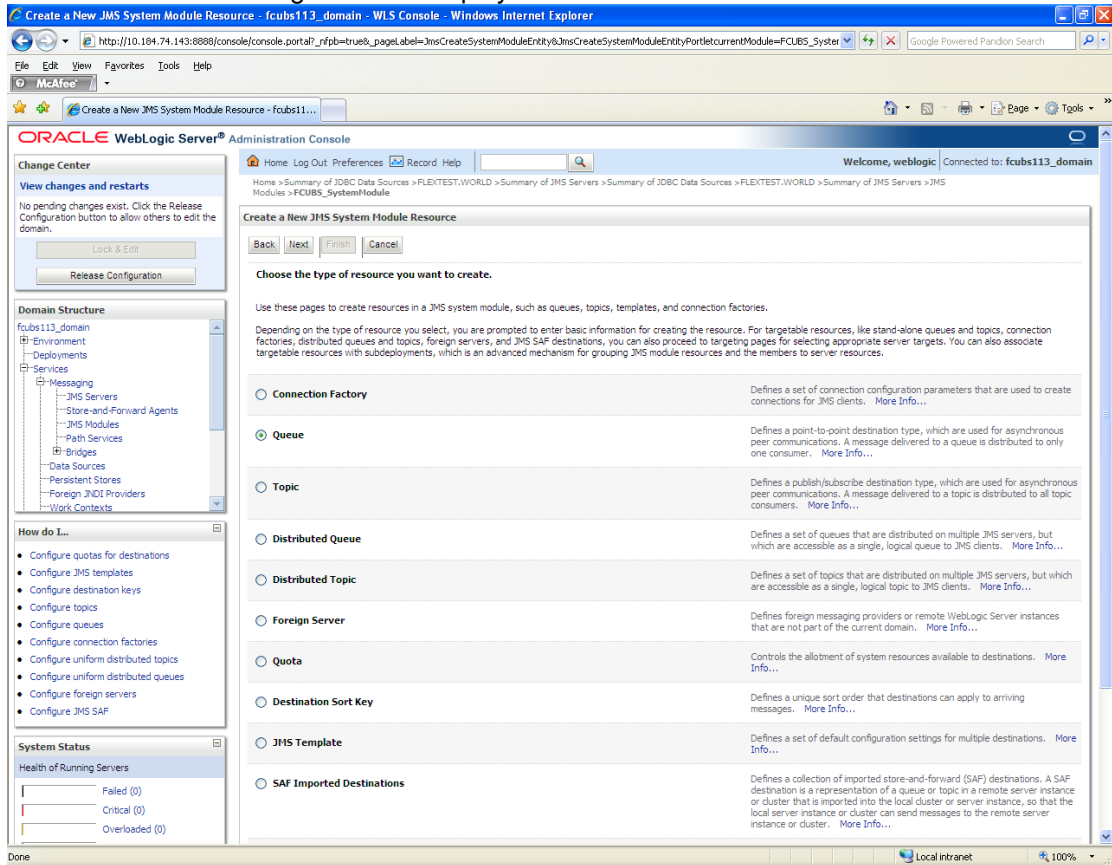 Create a New JMS System Module Resource - fcubs113_domain - WLS Console - Windows Internet Explorer
http://10.184.74.143:8888/console/console.portal?_nfpb=true&_pageLabel=JmsCreateSystemModuleEntity&JmsCreateSystemModuleEntityPortletcurrentModule=FCUBS_Syster
Google Powered Pandion Search
File Edit View Favorites Tools Help
McAfee
Create a New JMS System Module Resource - fcubs11...
Page Tools
ORACLE WebLogic Server® Administration Console
Change Center
View changes and restarts
No pending changes exist. Click the Release
Configuration button to allow others to edit the
domain.
Lock & Edit
Release Configuration
Domain Structure
fcubs113_domain
Environment
Deployments
Services
Messaging
JMS Servers
Store-and-Forward Agents
JMS Modules
Path Services
Bridges
Data Sources
Persistent Stores
Foreign JNDI Providers
Work Contexts
How do I...
Configure quotas for destinations
Configure JMS templates
Configure destination keys
Configure topics
Configure queues
Configure connection factories
Configure uniform distributed topics
Configure uniform distributed queues
Configure foreign servers
Configure JMS SAF
System Status
Health of Running Servers
Failed (0)
Critical (0)
Overloaded (0)
Home Log Out Preferences Record Help
Welcome, weblogic Connected to: fcubs113_domain
Home >Summary of JDBC Data Sources >FLEXTEST.WORLD >Summary of JMS Servers >Summary of JDBC Data Sources >FLEXTEST.WORLD >Summary of JMS Servers >JMS
Modules >FCUBS_SystemModule
Create a New JMS System Module Resource
Back Next Finish Cancel
Choose the type of resource you want to create.
Use these pages to create resources in a JMS system module, such as queues, topics, templates, and connection factories.
Depending on the type of resource you select, you are prompted to enter basic information for creating the resource. For targetable resources, like stand-alone queues and topics, connection
factories, distributed queues and topics, foreign servers, and JMS SAF destinations, you can also proceed to targeting pages for selecting appropriate server targets. You can also associate
targetable resources with subdeployments, which is an advanced mechanism for grouping JMS module resources and the members to server resources.
Connection Factory
Defines a set of connection configuration parameters that are used to create
connections for JMS clients. More Info...
Queue
Defines a point-to-point destination type, which are used for asynchronous
peer communications. A message delivered to a queue is distributed to only
one consumer. More Info...
Topic
Defines a publish/subscribe destination type, which are used for asynchronous
peer communications. A message delivered to a topic is distributed to all topic
consumers. More Info...
Distributed Queue
Defines a set of queues that are distributed on multiple JMS servers, but
which are accessible as a single, logical queue to JMS clients. More Info...
Distributed Topic
Defines a set of topics that are distributed on multiple JMS servers, but which
are accessible as a single, logical topic to JMS clients. More Info...
Foreign Server
Defines foreign messaging providers or remote WebLogic Server instances
that are not part of the current domain. More Info...
Quota
Controls the allotment of system resources available to destinations. More
Info...
Destination Sort Key
Defines a unique sort order that destinations can apply to arriving
messages. More Info...
JMS Template
Defines a set of default configuration settings for multiple destinations. More
Info...
SAF Imported Destinations
Defines a collection of imported store-and-forward (SAF) destinations. A SAF
destination is a representation of a queue or topic in a remote server instance
or cluster that is imported into the local cluster or server instance, so that the
local server instance or cluster can send messages to the remote server
instance or cluster. More Info...
Done
Local intranet
100%